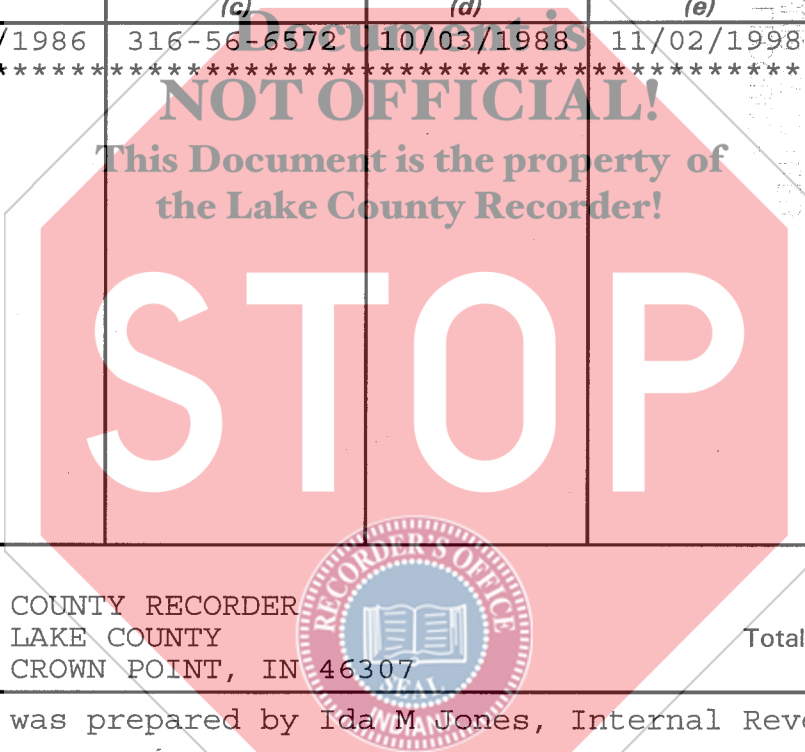 (c) (d) (e)
/1986 316-56-6572 10/03/1988 11/02/1998
Document is
NOT OFFICIAL!
This Document is the property of
the Lake County Recorder!
STOP
RECORDER'S OFFICE
SEAL
INDIANA
COUNTY RECORDER
LAKE COUNTY
CROWN POINT, IN 46307
Total
was prepared by Ida M Jones, Internal Reve